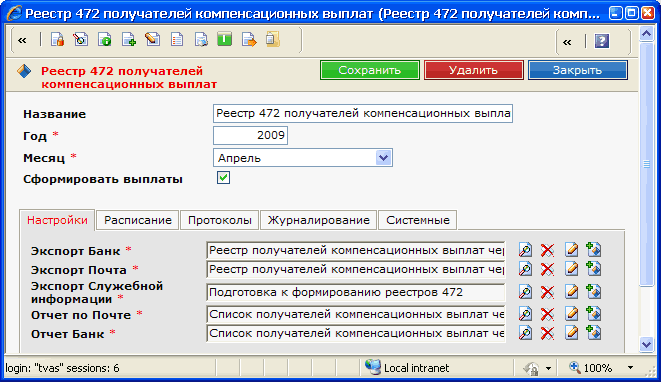 Реестр 472 получателей компенсационных выплат (Реестр 472 получателей комп...
«
«
?
Реестр 472 получателей
компенсационных выплат
Сохранить
Удалить
Закрыть
Название
Реестр 472 получателей компенсационных выпла
Год *
2009
Месяц *
Апрель
Сформировать выплаты
Настройки
Расписание
Протоколы
Журналирование
Системные
Экспорт Банк *
Реестр получателей компенсационных выплат чер
Экспорт Почта *
Реестр получателей компенсационных выплат чер
Экспорт Служебной
информации *
Подготовка к формированию реестров 472
Отчет по Почте *
Список получателей компенсационных выплат че
Отчет Банк *
Список получателей компенсационных выплат че
login: "tvas" sessions: 6
Local intranet
100%